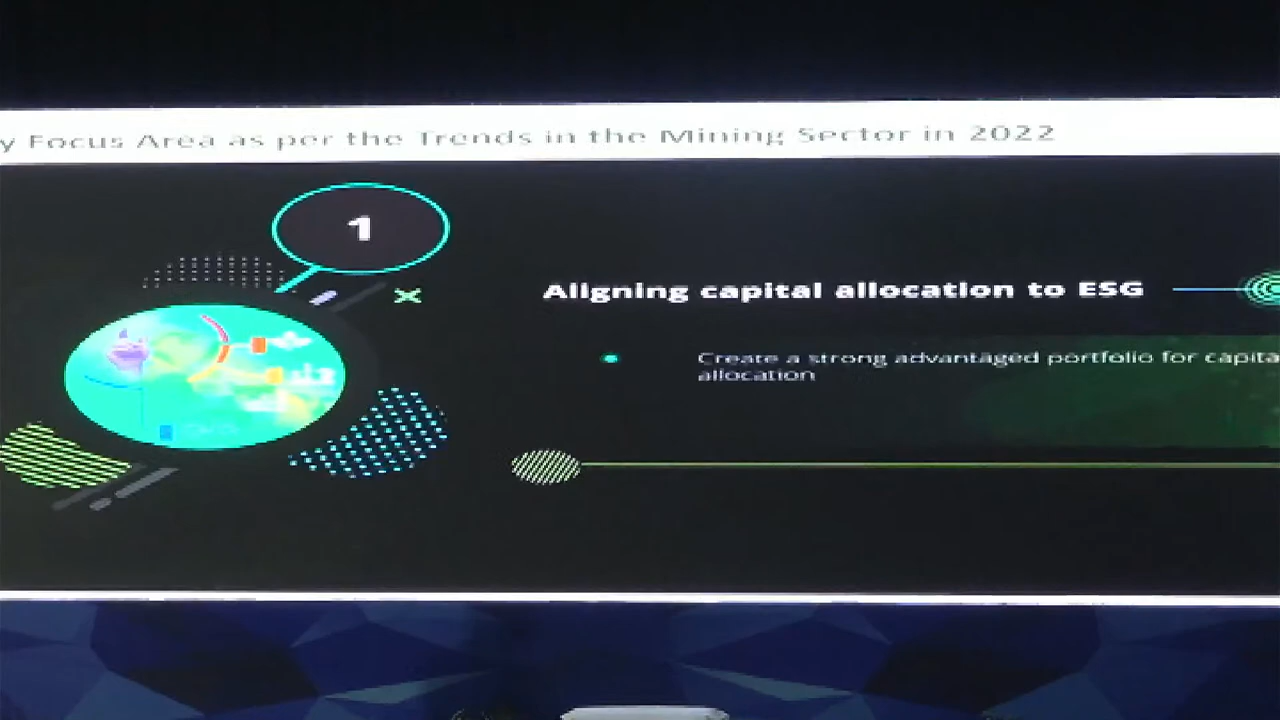 y Focus Area as per the Trends in the Mining Sector in 2022
1
Aligning capital allocation to ESG
Create a strong advantaged portfolio for capita
allocation